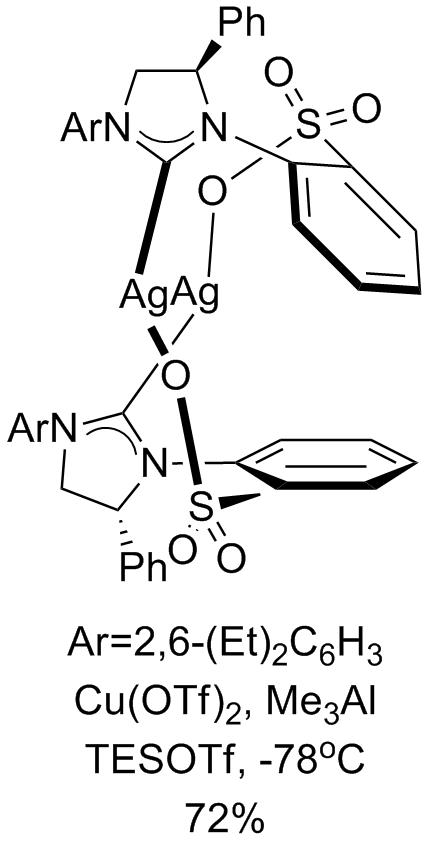 Ph
O
O
S
ArN
N
O
AgAg
O
ArN
N
S
O
O
Ph
Ar=2,6-(Et)₂C₆H₃
Cu(OTf)₂, Me₃Al
TESOTf, -78ºC
72%